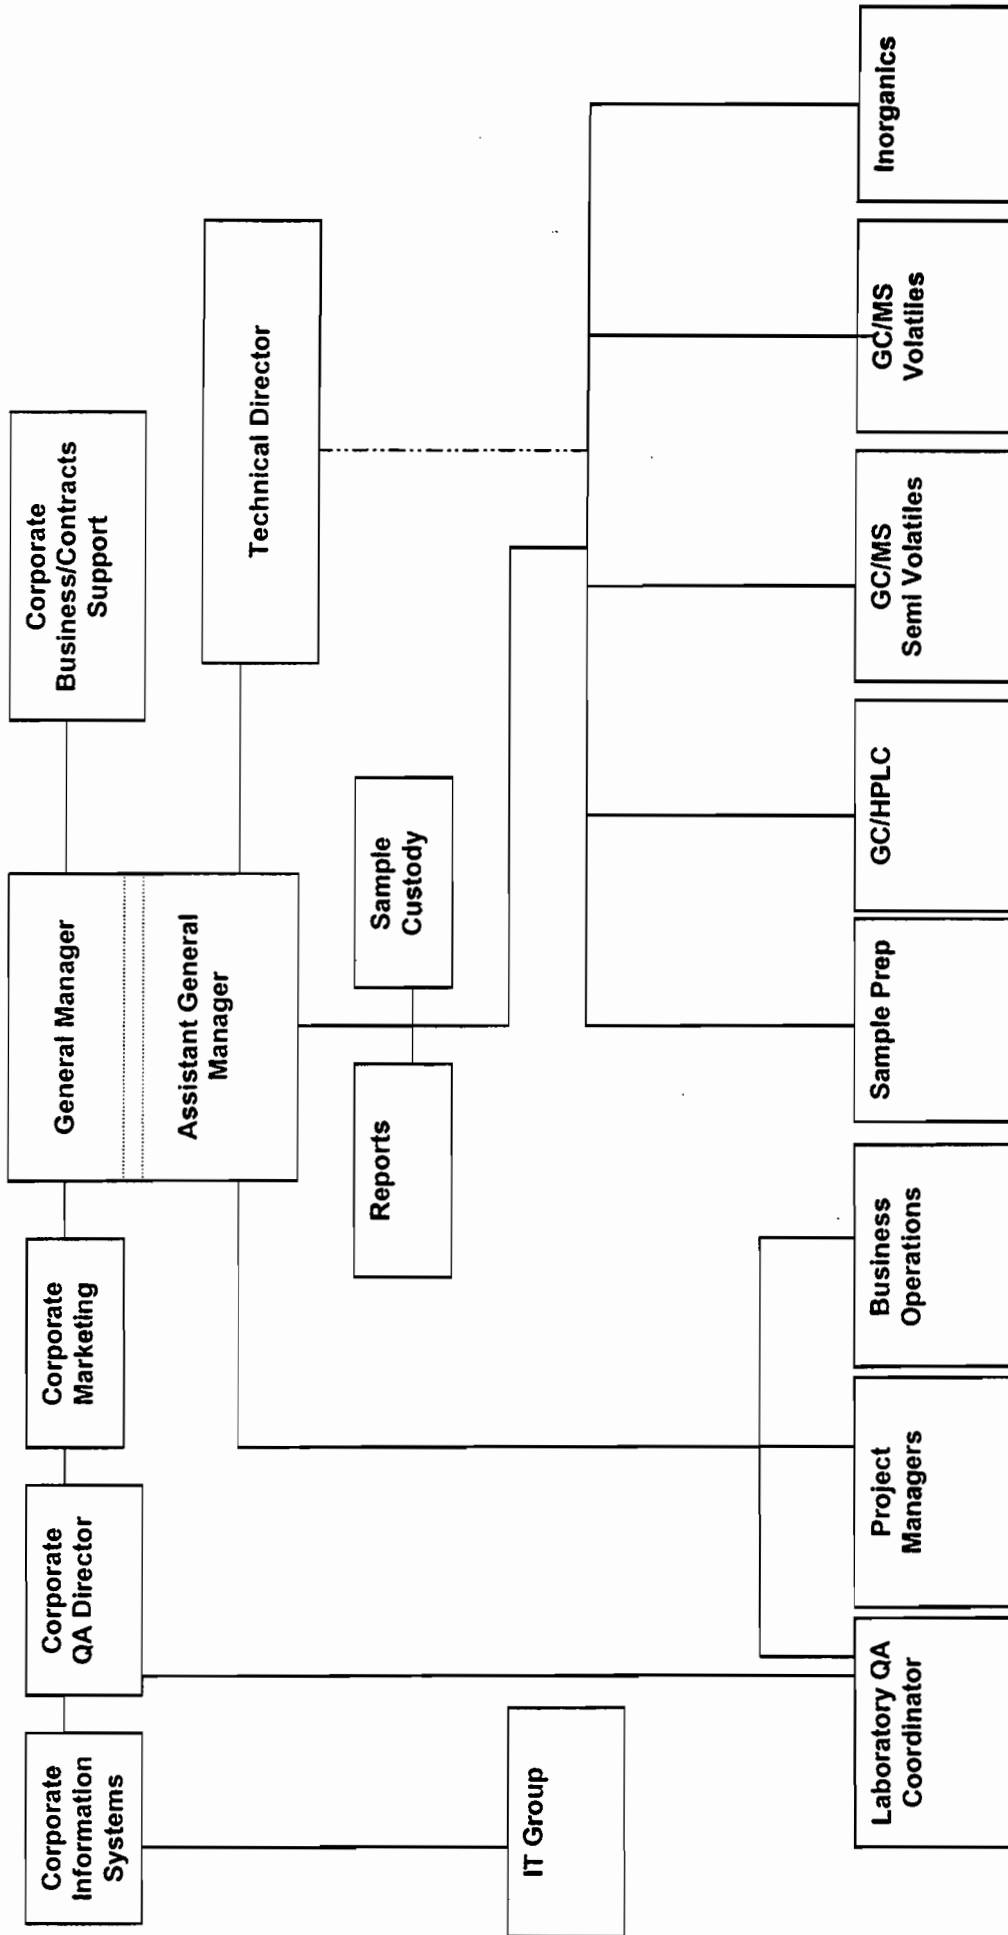 Corporate
Information
Systems
Corporate
QA Director
Corporate
Marketing
General Manager
Assistant General
Manager
Corporate
Business/Contracts
Support
Technical Director
Reports
Sample
Custody
IT Group
Laboratory QA
Coordinator
Project
Managers
Business
Operations
Sample Prep
GC/HPLC
GC/MS
Semi Volatiles
GC/MS
Volatiles
Inorganics